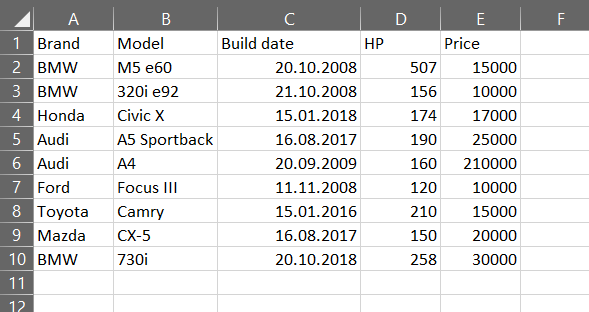 A B C D E F
1 Brand Model Build date HP Price
2 BMW M5 e60 20.10.2008 507 15000
3 BMW 320i e92 21.10.2008 156 10000
4 Honda Civic X 15.01.2018 174 17000
5 Audi A5 Sportback 16.08.2017 190 25000
6 Audi A4 20.09.2009 160 210000
7 Ford Focus III 11.11.2008 120 10000
8 Toyota Camry 15.01.2016 210 15000
9 Mazda CX-5 16.08.2017 150 20000
10 BMW 730i 20.10.2018 258 30000
11
12